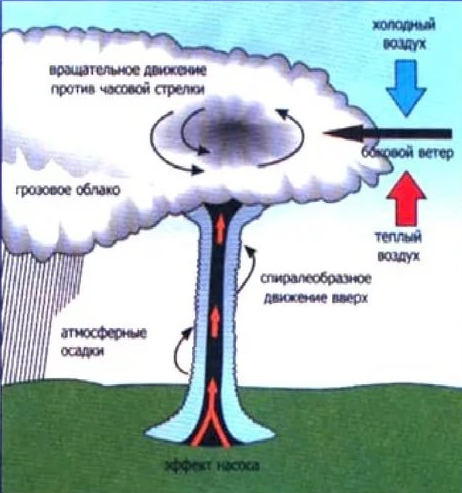 холодный
воздух
вращательное движение
против часовой стрелки
боковой ветер
грозовое облако
теплый
воздух
спиралеобразное
движение вверх
атмосферные
осадки
эффект насоса